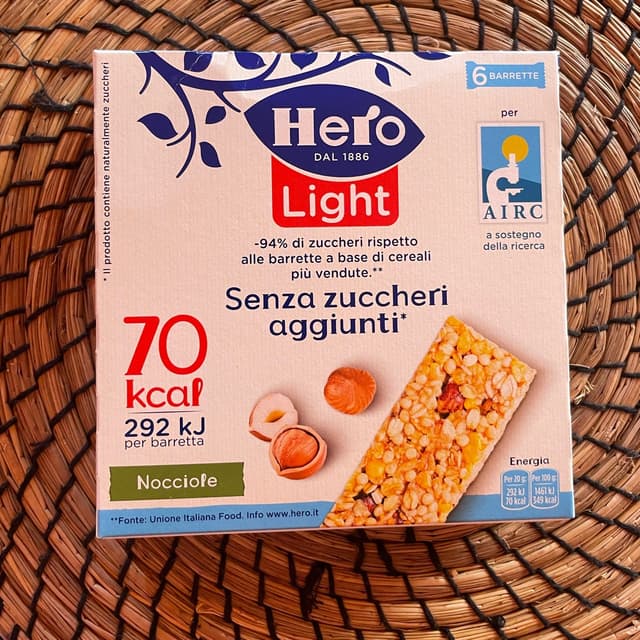 6 BARRETTE
per
AIRC
a sostegno
della ricerca
Hero
DAL 1886
Light
-94% di zuccheri rispetto
alle barrette a base di cereali
più vendute.**
Senza zuccheri
aggiunti*
70
kcal
292 kJ
per barretta
Nocciole
Energia
Per 20 g:
292 kJ
70 kcal
Per 100 g:
1461 kJ
349 kcal
**Fonte: Unione Italiana Food. Info www.hero.it
* Il prodotto contiene naturalmente zuccheri